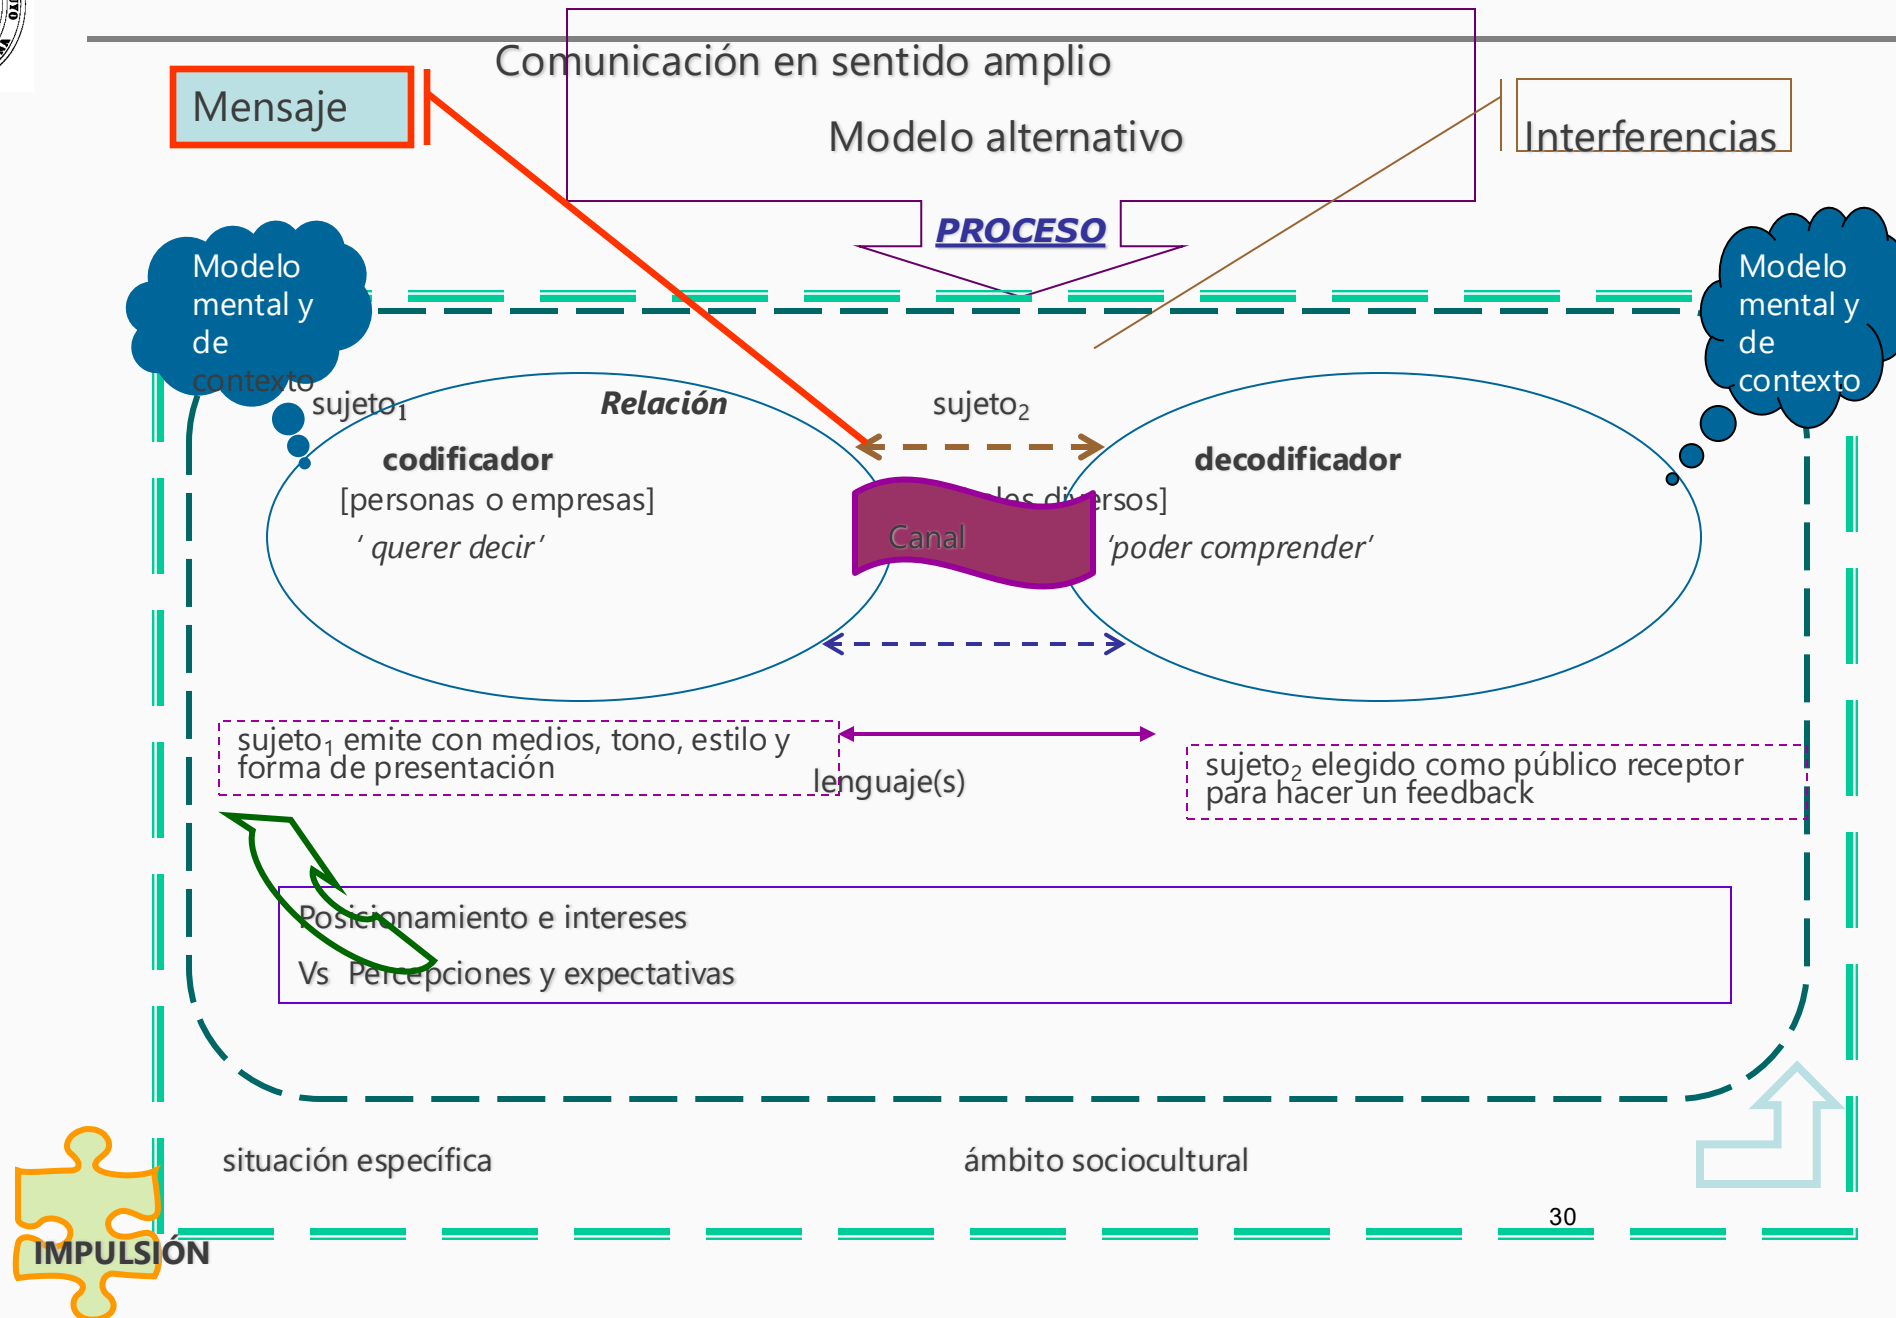 Comunicación en sentido amplio
Mensaje
Modelo alternativo
Interferencias
PROCESO
Modelo
mental y
de
contexto
Modelo
mental y
de
contexto
sujeto₁ Relación sujeto₂
codificador decodificador
[personas o empresas] diversos]
‘ querer decir’ ‘poder comprender’
Canal
sujeto₁ emite con medios, tono, estilo y
forma de presentación
lenguaje(s)
sujeto₂ elegido como público receptor
para hacer un feedback
Posicionamiento e intereses
Vs Percepciones y expectativas
situación específica ámbito sociocultural
30
IMPULSIÓN